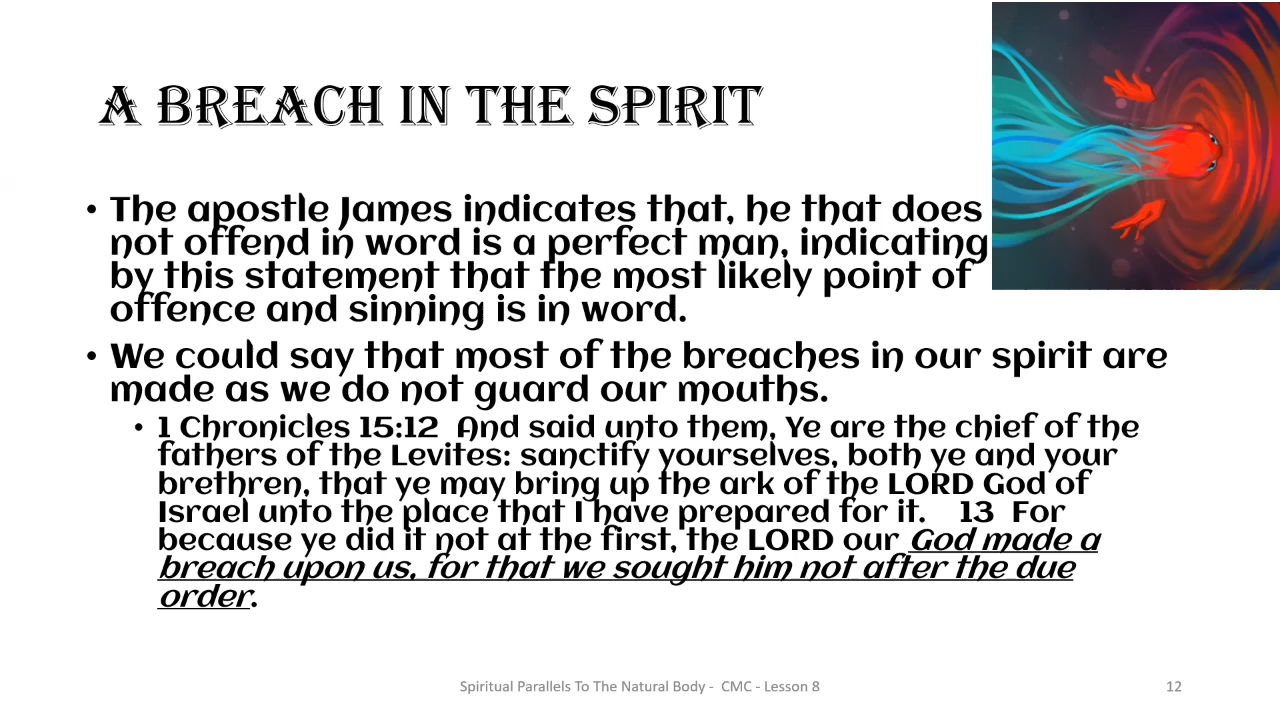 A BREACH IN THE SPIRIT
• The apostle James indicates that, he that does
not offend in word is a perfect man, indicating
by this statement that the most likely point of
offence and sinning is in word.
• We could say that most of the breaches in our spirit are
made as we do not guard our mouths.
• 1 Chronicles 15:12  And said unto them, Ye are the chief of the
fathers of the Levites: sanctify yourselves, both ye and your
brethren, that ye may bring up the ark of the LORD God of
Israel unto the place that I have prepared for it.   13  For
because ye did it not at the first, the LORD our God made a
breach upon us, for that we sought him not after the due
order.
Spiritual Parallels To The Natural Body -  CMC - Lesson 8
12